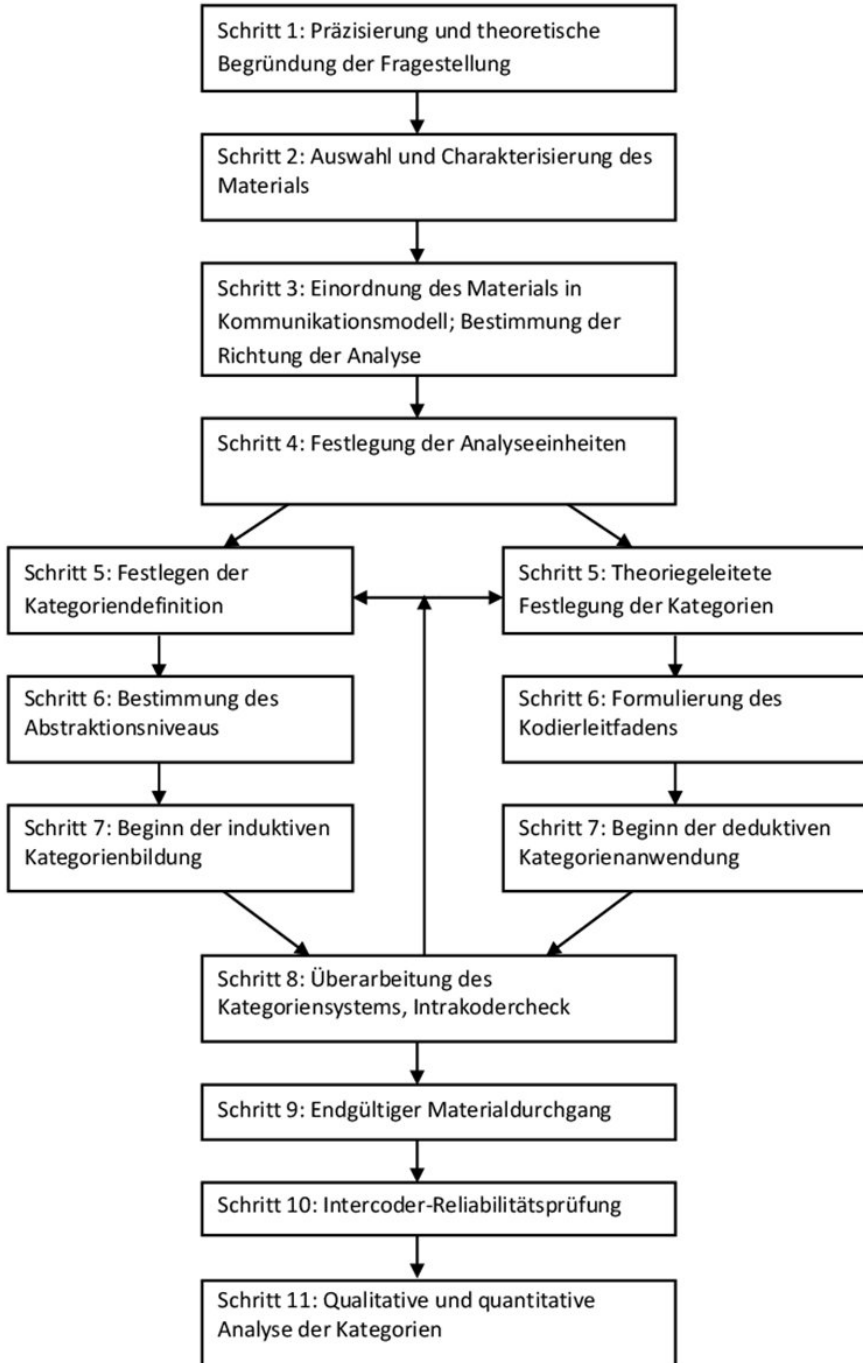 Schritt 1: Präzisierung und theoretische
Begründung der Fragestellung
Schritt 2: Auswahl und Charakterisierung des
Materials
Schritt 3: Einordnung des Materials in
Kommunikationsmodell; Bestimmung der
Richtung der Analyse
Schritt 4: Festlegung der Analyseeinheiten
Schritt 5: Festlegen der
Kategoriendefinition
Schritt 5: Theoriegeleitete
Festlegung der Kategorien
Schritt 6: Bestimmung des
Abstraktionsniveaus
Schritt 6: Formulierung des
Kodierleitfadens
Schritt 7: Beginn der induktiven
Kategorienbildung
Schritt 7: Beginn der deduktiven
Kategorienanwendung
Schritt 8: Überarbeitung des
Kategoriensystems, Intrakodercheck
Schritt 9: Endgültiger Materialdurchgang
Schritt 10: Intercoder-Reliabilitätsprüfung
Schritt 11: Qualitative und quantitative
Analyse der Kategorien